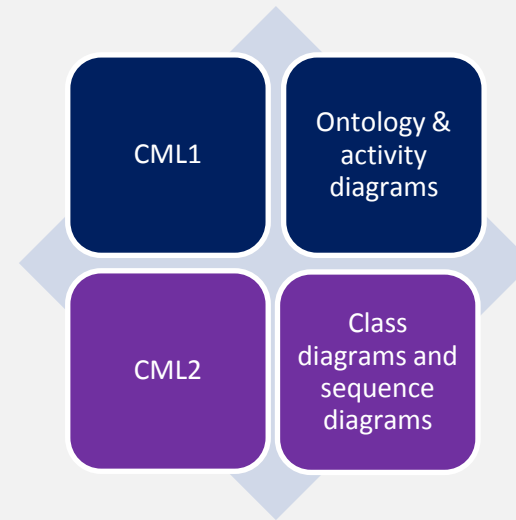 CML1
Ontology &
activity
diagrams
CML2
Class
diagrams and
sequence
diagrams